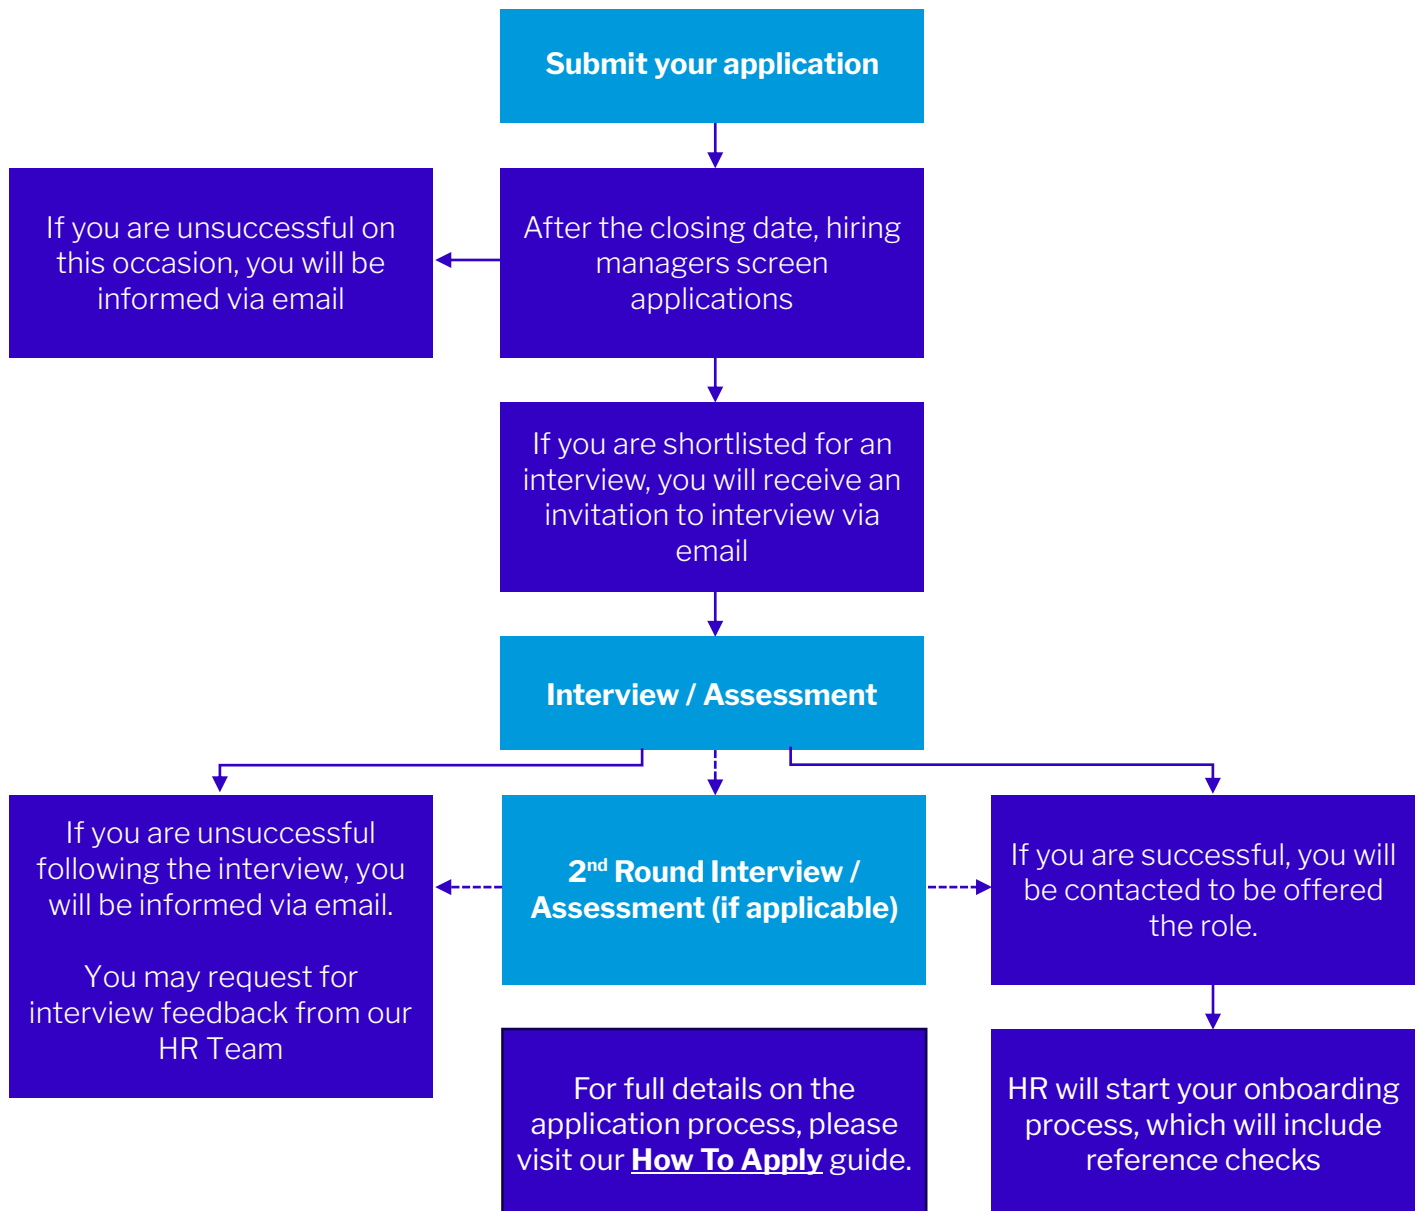 Submit your application
If you are unsuccessful on
this occasion, you will be
informed via email
After the closing date, hiring
managers screen
applications
If you are shortlisted for an
interview, you will receive an
invitation to interview via
email
Interview / Assessment
If you are unsuccessful
following the interview, you
will be informed via email.
You may request for
interview feedback from our
HR Team
2nd Round Interview /
Assessment (if applicable)
If you are successful, you will
be contacted to be offered
the role.
For full details on the
application process, please
visit our How To Apply guide.
HR will start your onboarding
process, which will include
reference checks